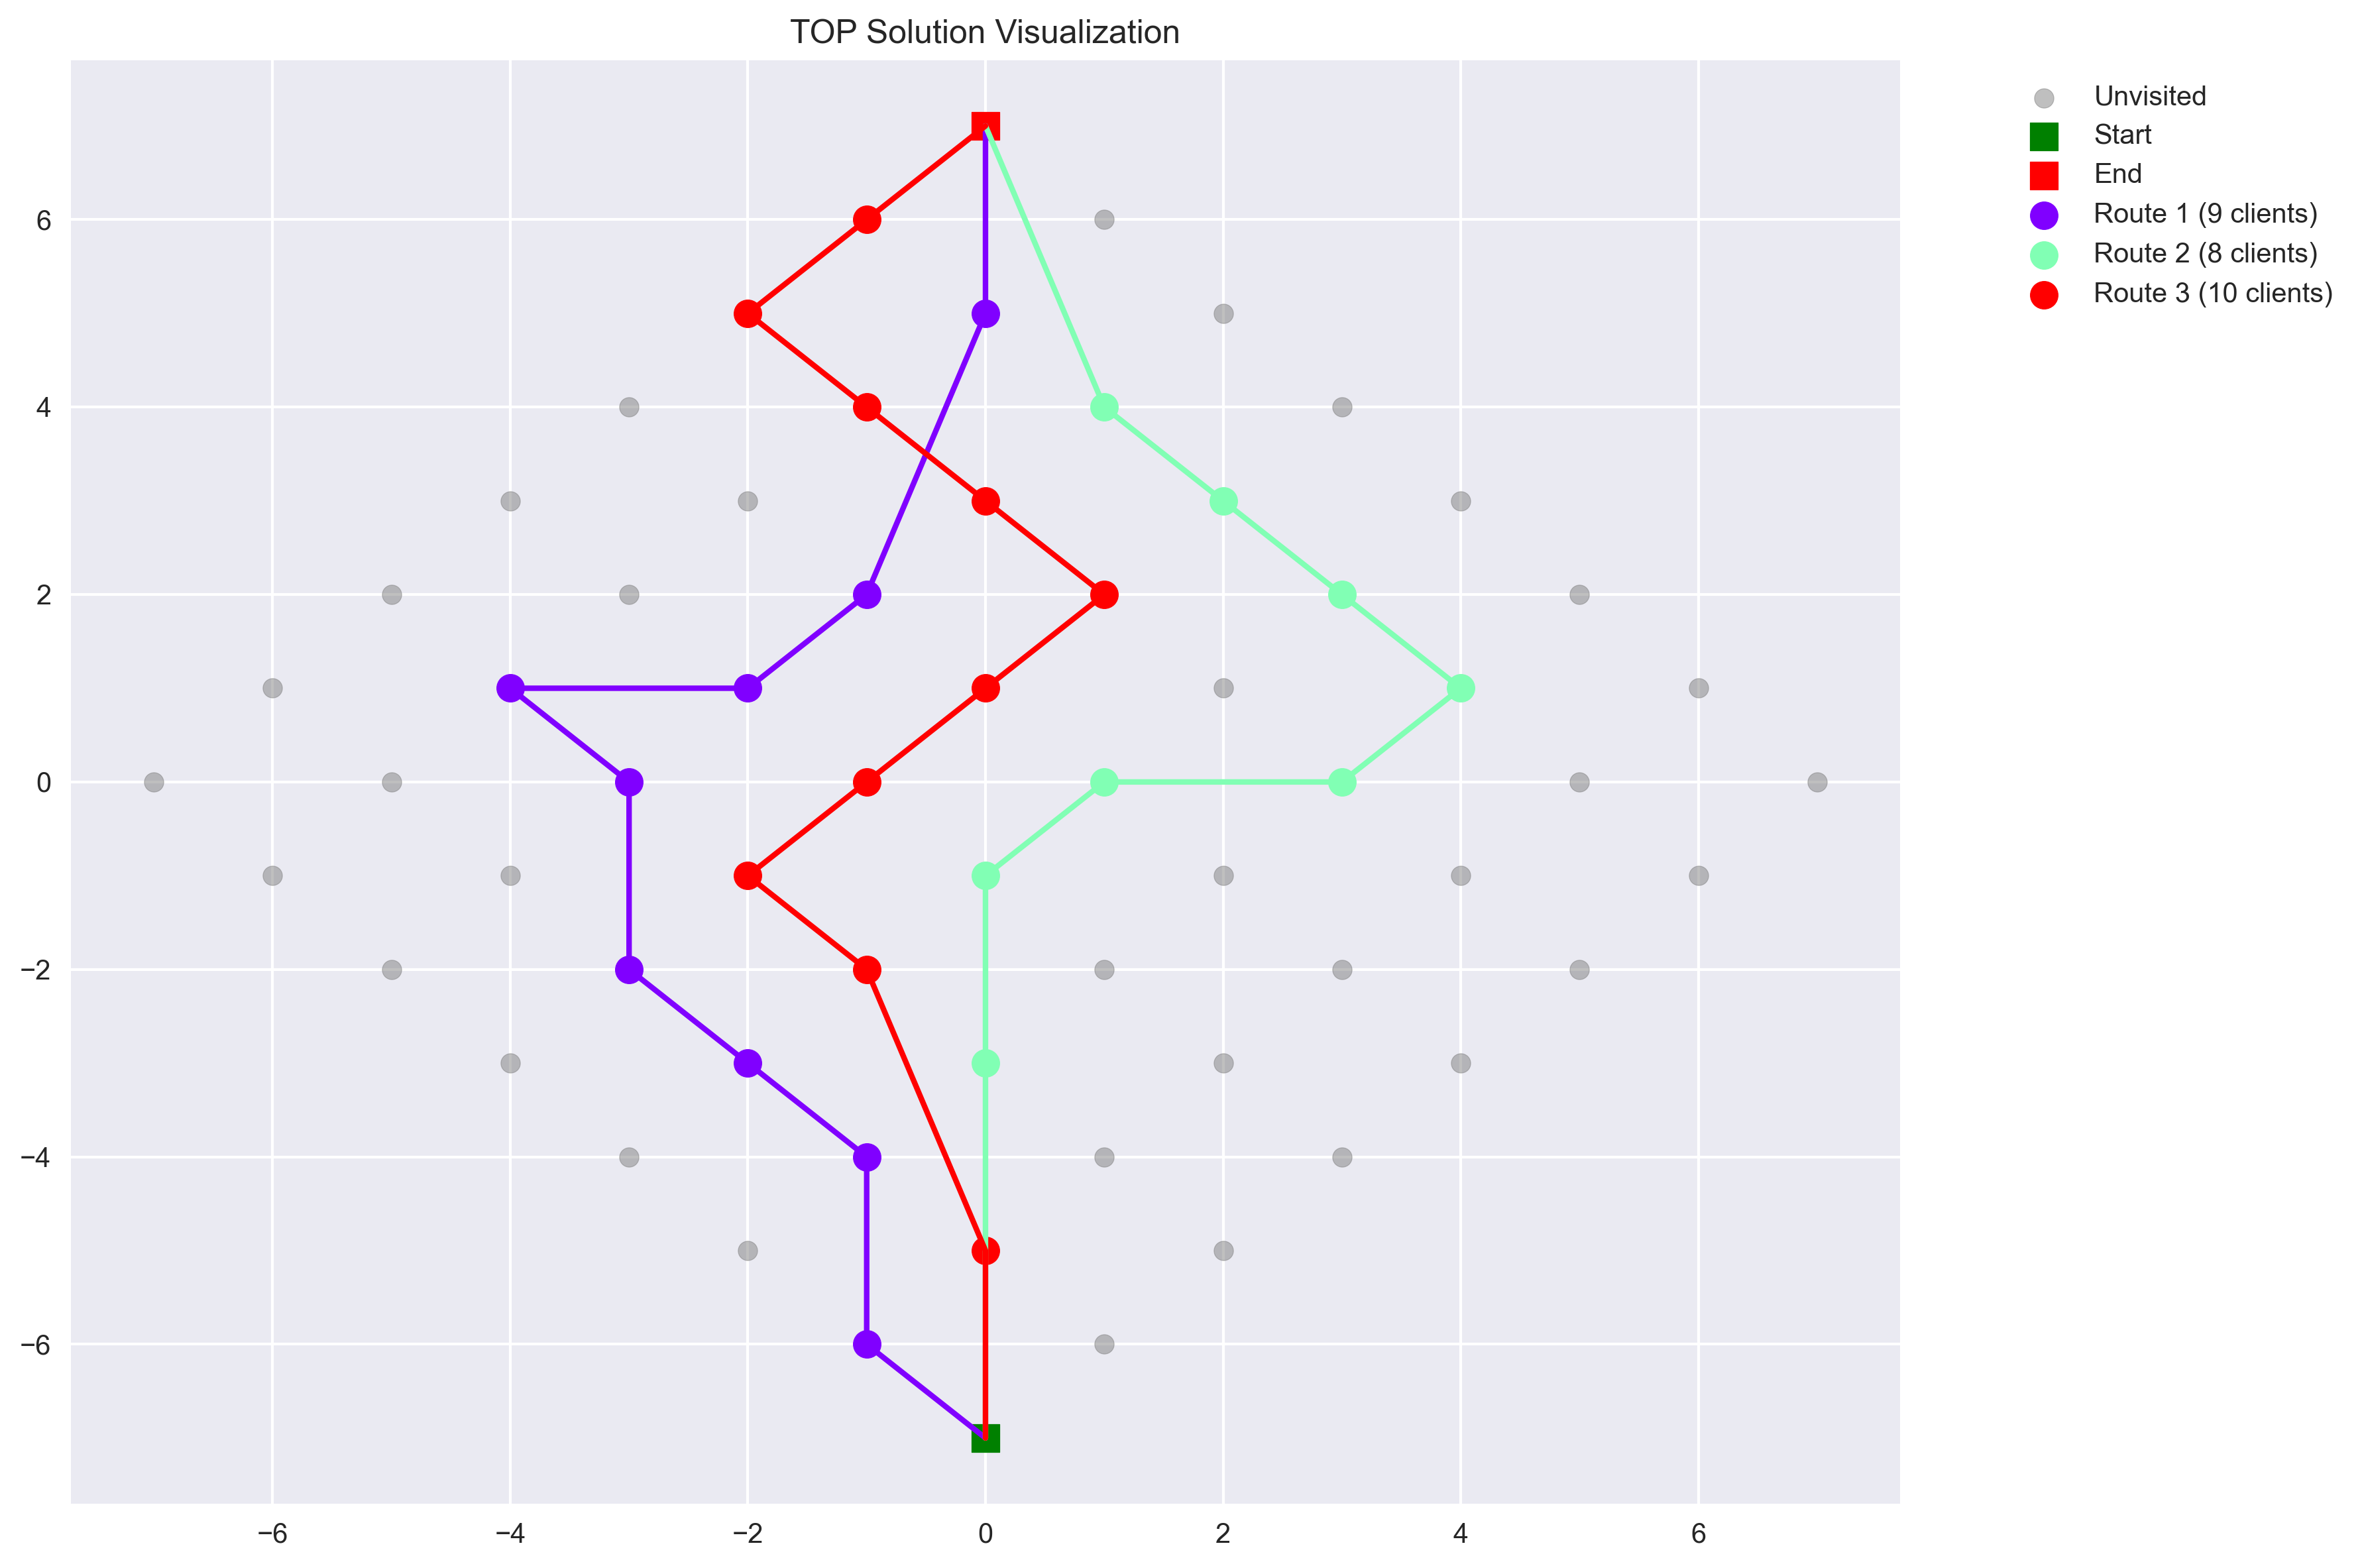 TOP Solution Visualization
Unvisited
Start
End
Route 1 (9 clients)
Route 2 (8 clients)
Route 3 (10 clients)
6
4
2
0
−2
−4
−6
−6 −4 −2 0 2 4 6